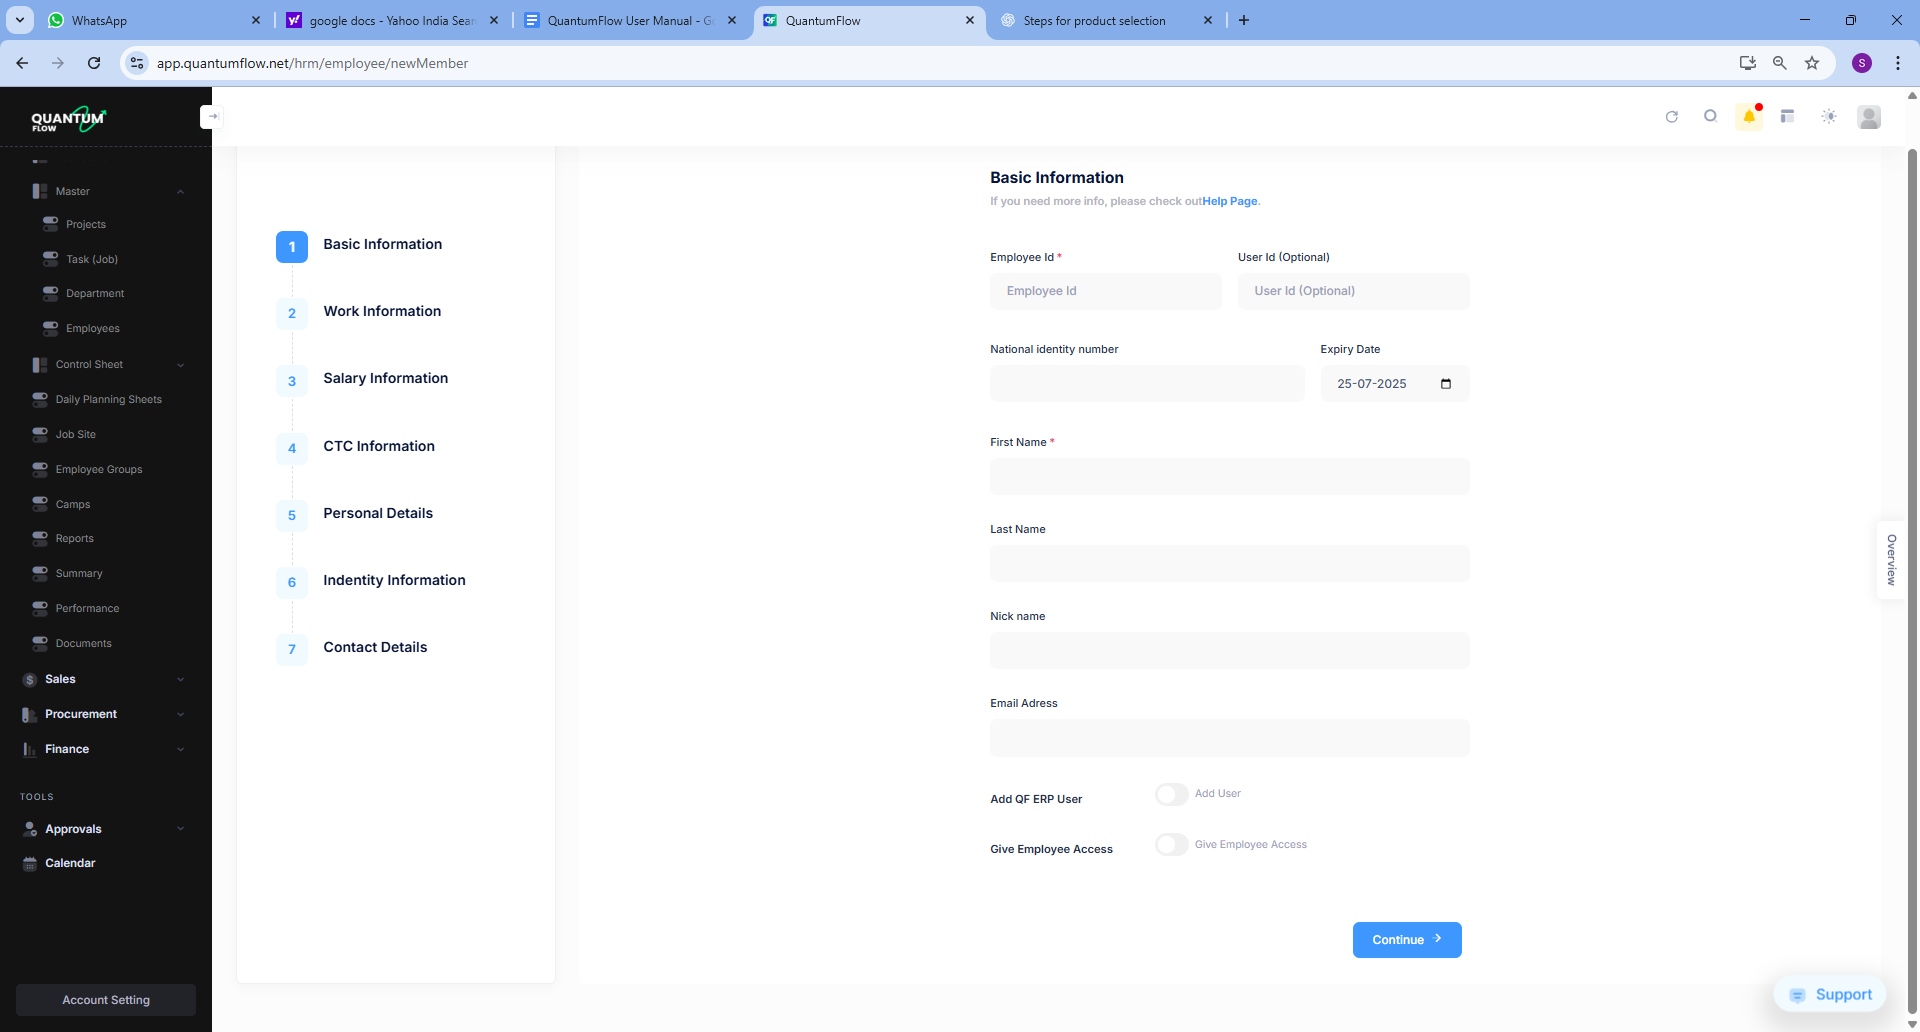 WhatsApp
google docs - Yahoo India Sear
QuantumFlow User Manual - G
QuantumFlow
Steps for product selection
app.quantumflow.net/hrm/employee/newMember
S
QUANTUM
FLOW
Master
Projects
Task (Job)
Department
Employees
Control Sheet
Daily Planning Sheets
Job Site
Employee Groups
Camps
Reports
Summary
Performance
Documents
Sales
Procurement
Finance
TOOLS
Approvals
Calendar
Account Setting
1 Basic Information
2 Work Information
3 Salary Information
4 CTC Information
5 Personal Details
6 Indentity Information
7 Contact Details
Basic Information
If you need more info, please check outHelp Page.
Employee Id * User Id (Optional)
Employee Id User Id (Optional)
National identity number Expiry Date
25-07-2025
First Name *
Last Name
Nick name
Email Adress
Add QF ERP User Add User
Give Employee Access Give Employee Access
Continue
Overview
Support